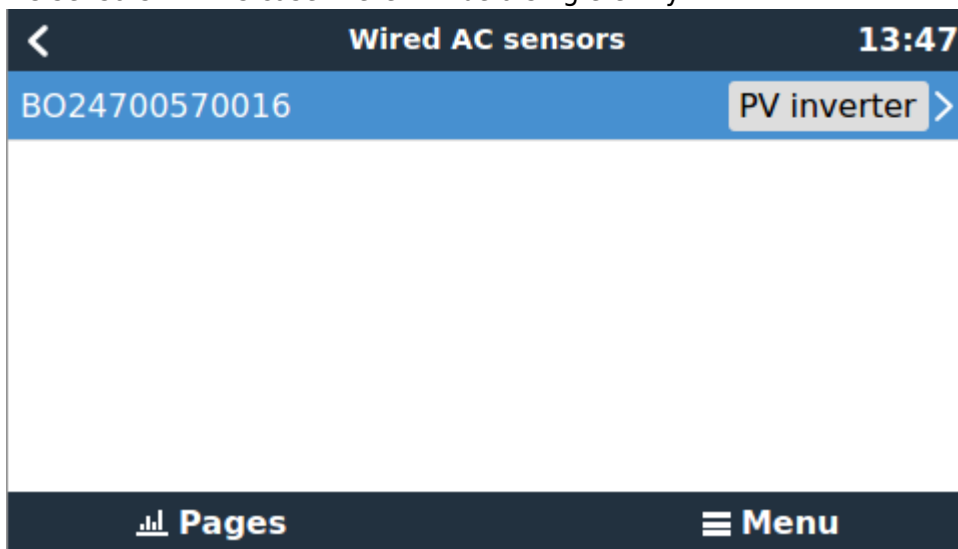 Wired AC sensors 13:47
BO24700570016 PV inverter
Pages Menu